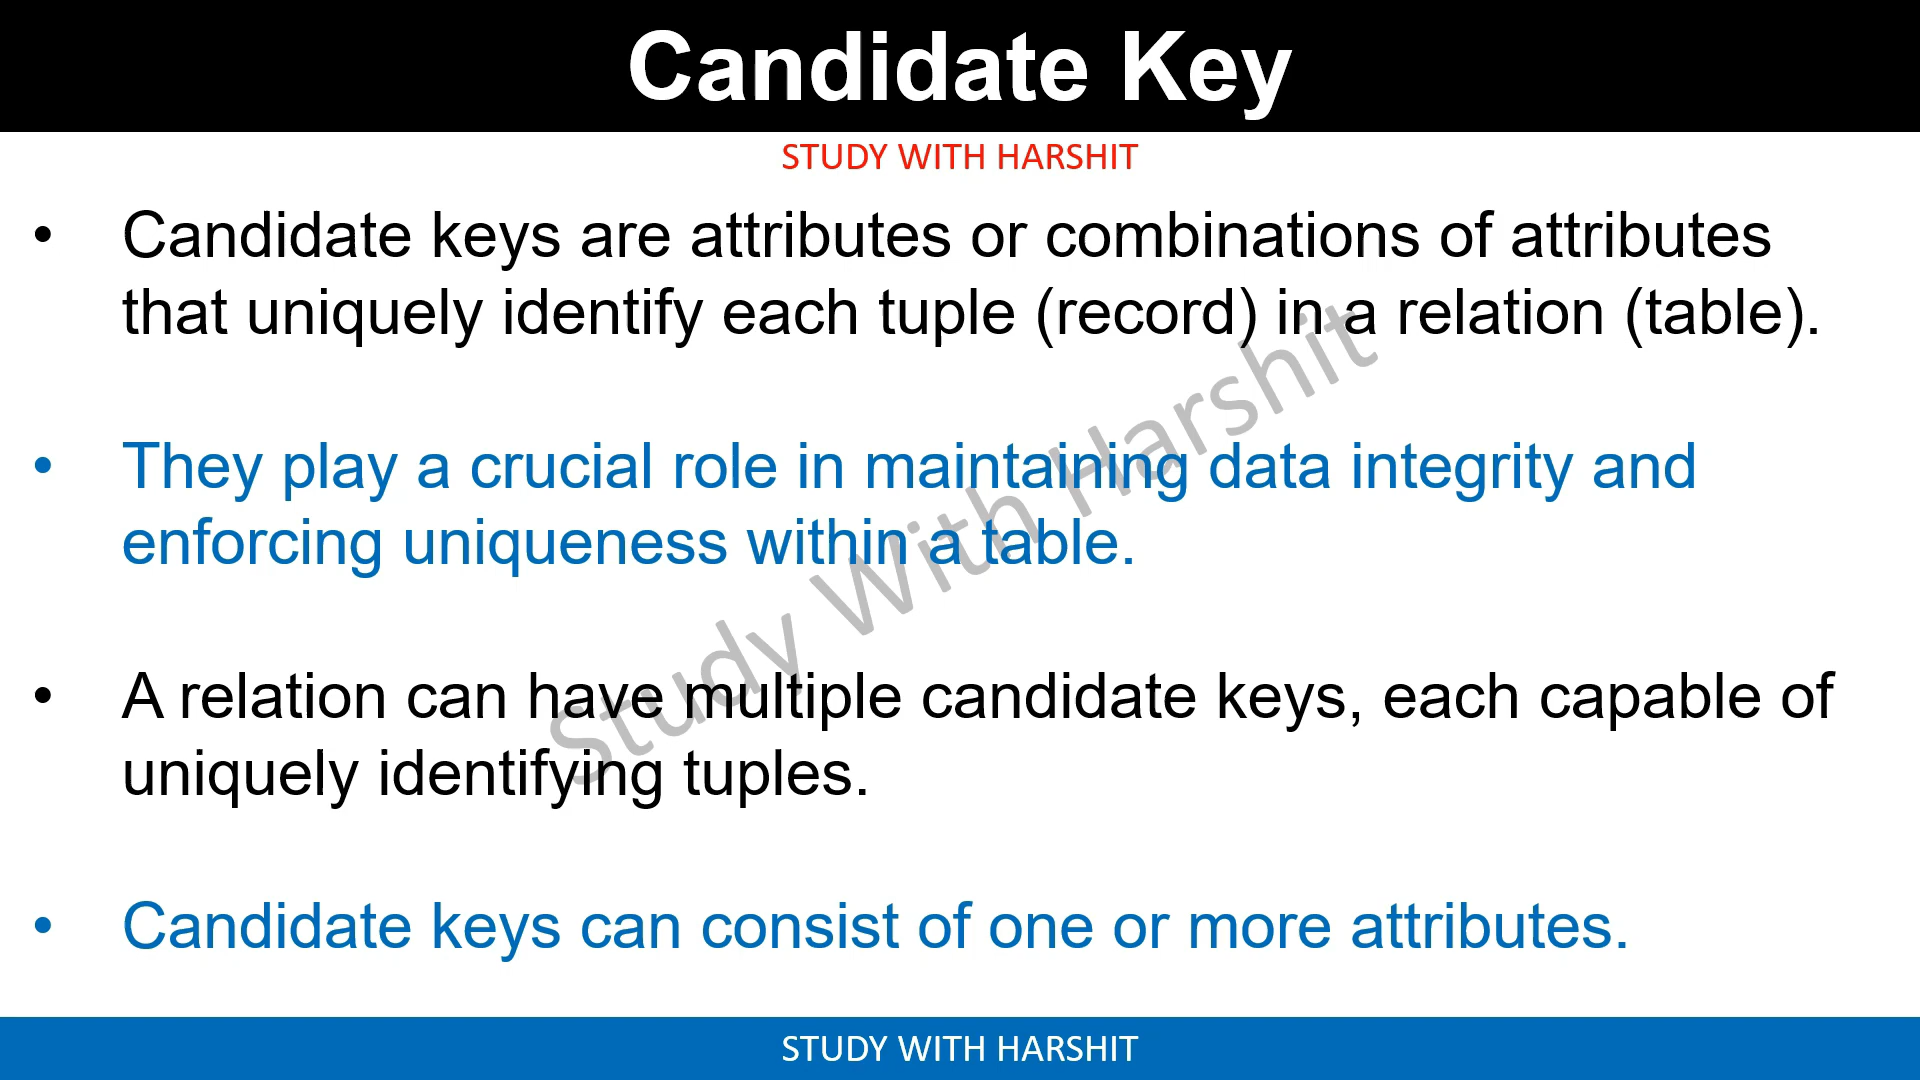 Candidate Key
STUDY WITH HARSHIT
• Candidate keys are attributes or combinations of attributes
that uniquely identify each tuple (record) in a relation (table).
• They play a crucial role in maintaining data integrity and
enforcing uniqueness within a table.
• A relation can have multiple candidate keys, each capable of
uniquely identifying tuples.
• Candidate keys can consist of one or more attributes.
Study With Harshit
STUDY WITH HARSHIT